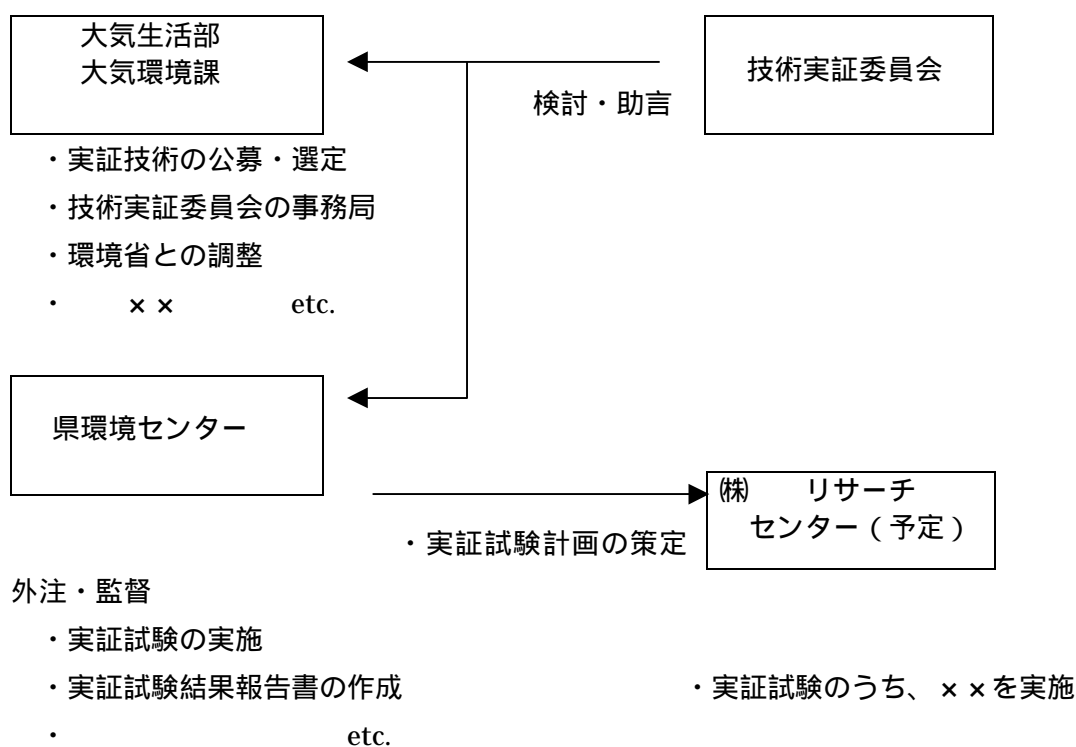 大気生活部
大気環境課
技術実証委員会
検討・助言
・実証技術の公募・選定
・技術実証委員会の事務局
・環境省との調整
・ ×× etc.
県環境センター
㈱ リサーチ
センター(予定)
・実証試験計画の策定
外注・監督
・実証試験の実施
・実証試験結果報告書の作成
・実証試験のうち、××を実施
・ etc.